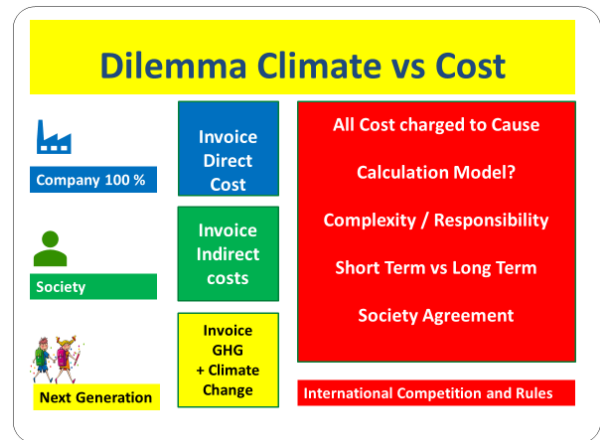 Dilemma Climate vs Cost
Company 100 %
Invoice
Direct
Cost
Society
Invoice
Indirect
costs
Next Generation
Invoice
GHG
+ Climate
Change
All Cost charged to Cause
Calculation Model?
Complexity / Responsibility
Short Term vs Long Term
Society Agreement
International Competition and Rules